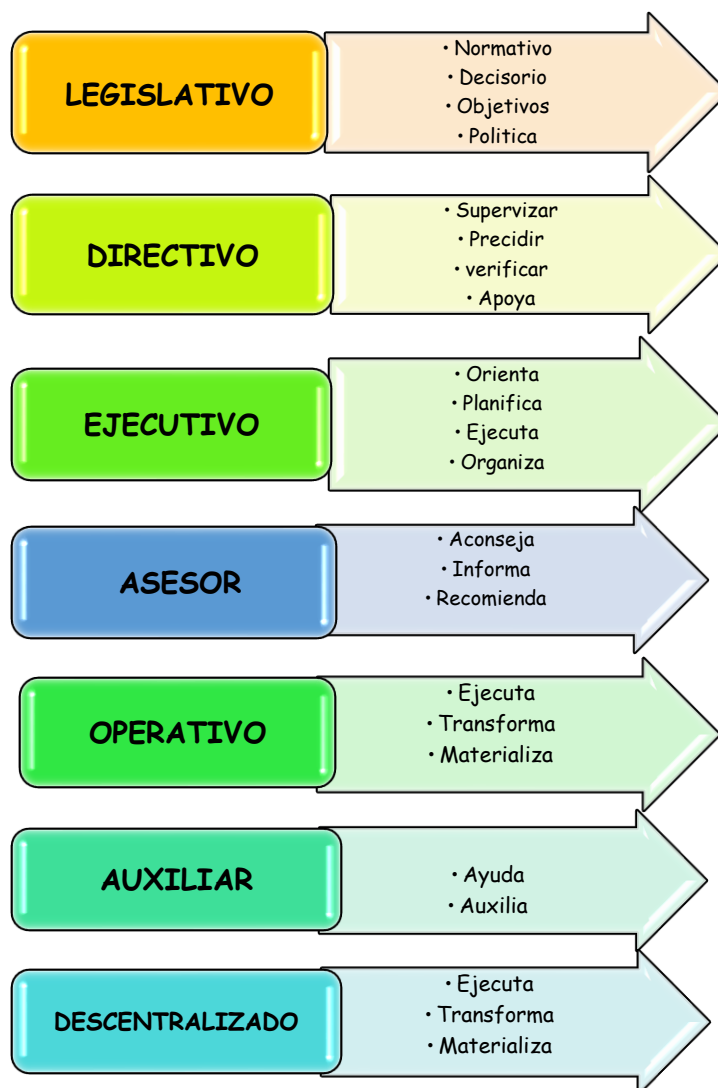 LEGISLATIVO
• Normativo
• Decisorio
• Objetivos
• Politica
DIRECTIVO
• Supervizar
• Precidir
• verificar
• Apoya
EJECUTIVO
• Orienta
• Planifica
• Ejecuta
• Organiza
ASESOR
• Aconseja
• Informa
• Recomienda
OPERATIVO
• Ejecuta
• Transforma
• Materializa
AUXILIAR
• Ayuda
• Auxilia
DESCENTRALIZADO
• Ejecuta
• Transforma
• Materializa